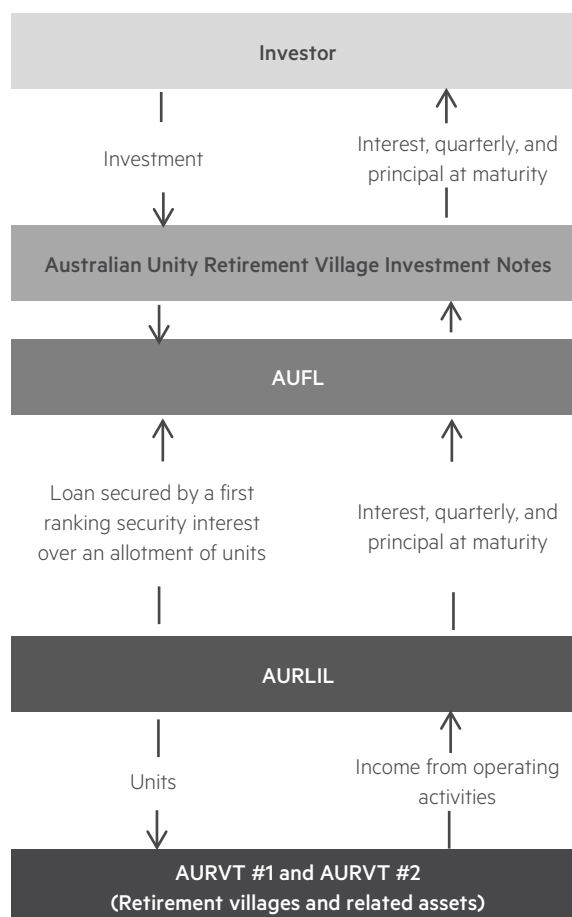 Investor
Investment
Interest, quarterly, and
principal at maturity
Australian Unity Retirement Village Investment Notes
AUFL
Loan secured by a first
ranking security interest
over an allotment of units
Interest, quarterly, and
principal at maturity
AURLIL
Units
Income from operating
activities
AURVT #1 and AURVT #2
(Retirement villages and related assets)